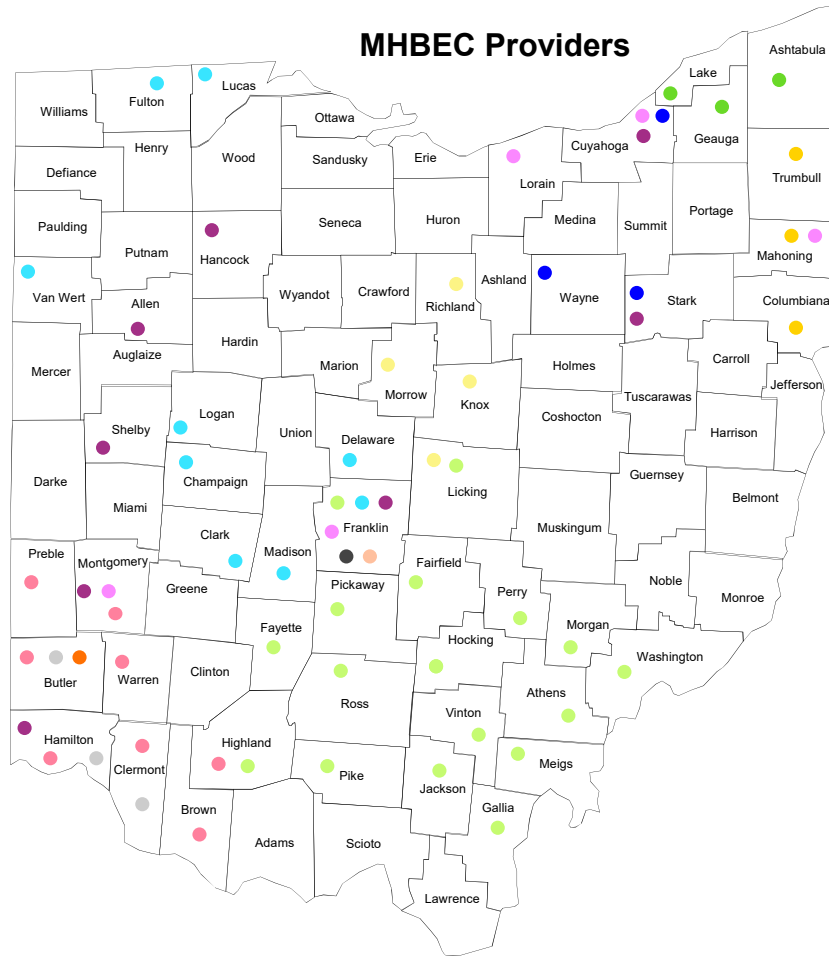 MHBEC Providers
Ashtabula
Lake
Lucas
Fulton
Williams
Ottawa
Geauga
Cuyahoga
Henry
Wood
Sandusky
Erie
Defiance
Lorain
Trumbull
Portage
Paulding
Seneca
Huron
Medina
Summit
Putnam
Hancock
Mahoning
Ashland
Van Wert
Wyandot
Crawford
Wayne
Stark
Columbiana
Allen
Richland
Hardin
Auglaize
Marion
Holmes
Carroll
Mercer
Jefferson
Morrow
Tuscarawas
Knox
Logan
Coshocton
Shelby
Union
Delaware
Harrison
Darke
Champaign
Guernsey
Licking
Belmont
Miami
Franklin
Muskingum
Clark
Madison
Preble
Montgomery
Fairfield
Noble
Greene
Pickaway
Perry
Monroe
Fayette
Morgan
Hocking
Washington
Butler
Warren
Clinton
Athens
Ross
Vinton
Hamilton
Highland
Clermont
Pike
Meigs
Jackson
Brown
Gallia
Adams
Scioto
Lawrence